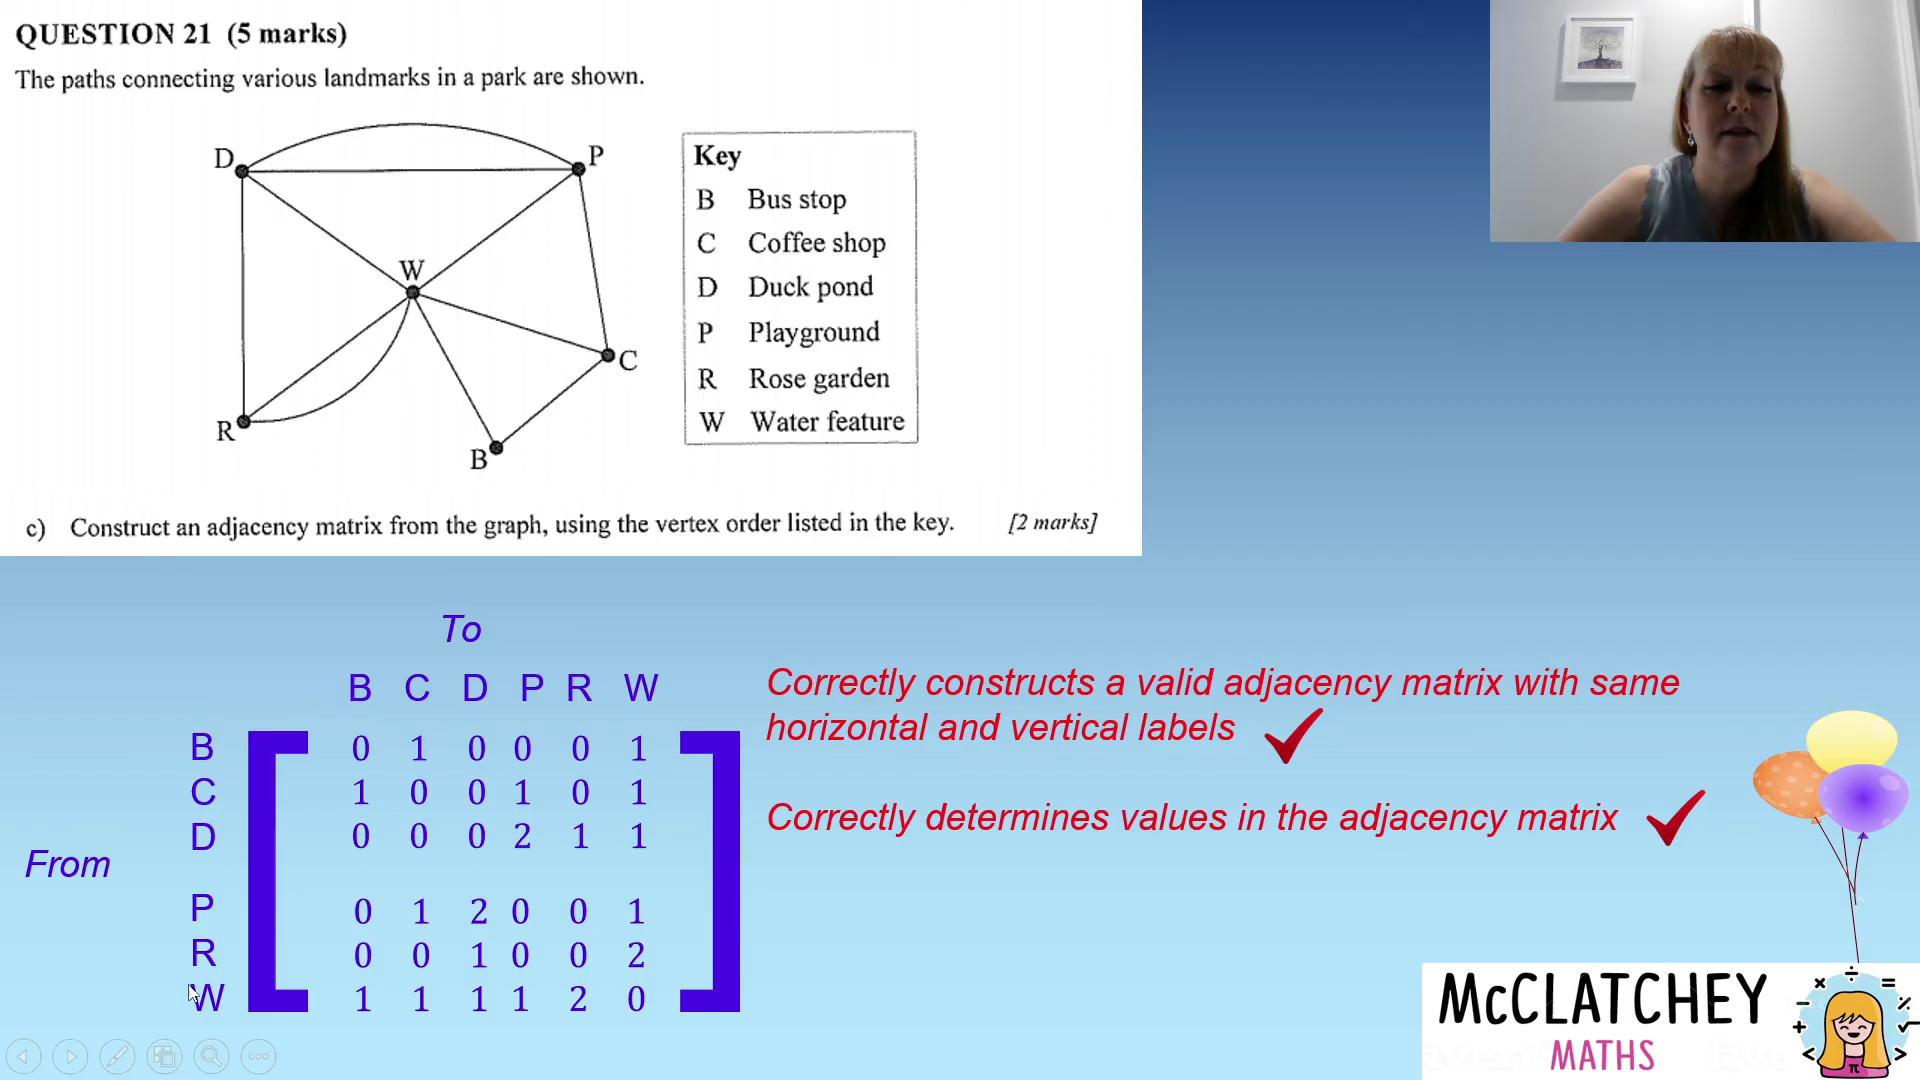 QUESTION 21 (5 marks)
The paths connecting various landmarks in a park are shown.
D
P
W
C
R
B
Key
B Bus stop
C Coffee shop
D Duck pond
P Playground
R Rose garden
W Water feature
c) Construct an adjacency matrix from the graph, using the vertex order listed in the key. [2 marks]
To
B C D P R W
From
B 0 1 0 0 0 1
C 1 0 0 1 0 1
D 0 0 0 2 1 1
P 0 1 2 0 0 1
R 0 0 1 0 0 2
W 1 1 1 1 2 0
Correctly constructs a valid adjacency matrix with same
horizontal and vertical labels
Correctly determines values in the adjacency matrix
McCLATCHEY
MATHS